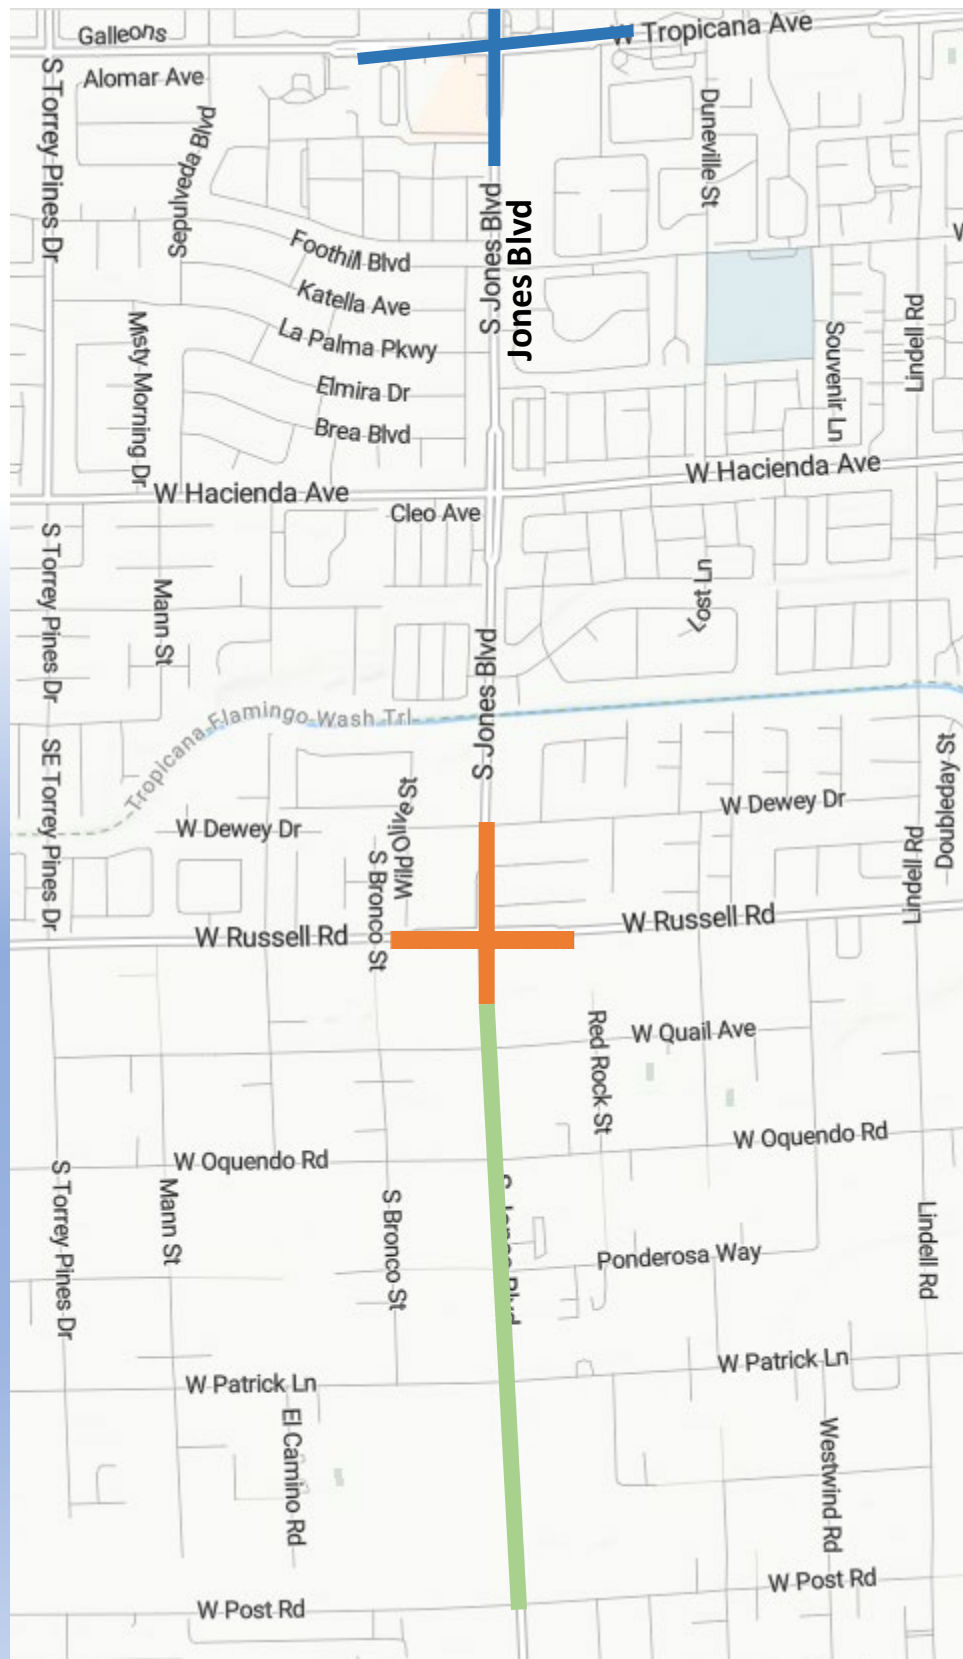 Galleons
W Tropicana Ave
Alomar Ave
S Torrey Pines Dr
Sepulveda Blvd
Duneville St
S Jones Blvd
Jones Blvd
Foothill Blvd
Katella Ave
La Palma Pkwy
Elmira Dr
Brea Blvd
Misty Morning Dr
Souvenir Ln
Lindell Rd
W
W Hacienda Ave
W Hacienda Ave
Cleo Ave
S Torrey Pines Dr
Mann St
Lost Ln
S Jones Blvd
Tropicana Flamingo Wash Trl
SE Torrey Pines Dr
W Dewey Dr
Wild Olive St
S Bronco St
W Dewey Dr
Lindell Rd
Doubleday St
W Russell Rd
W Russell Rd
Red Rock St
W Quail Ave
W Oquendo Rd
W Oquendo Rd
S Torrey Pines Dr
Mann St
S Bronco St
S Jones Blvd
Ponderosa Way
Lindell Rd
W Patrick Ln
W Patrick Ln
El Camino Rd
Westwind Rd
W Post Rd
W Post Rd